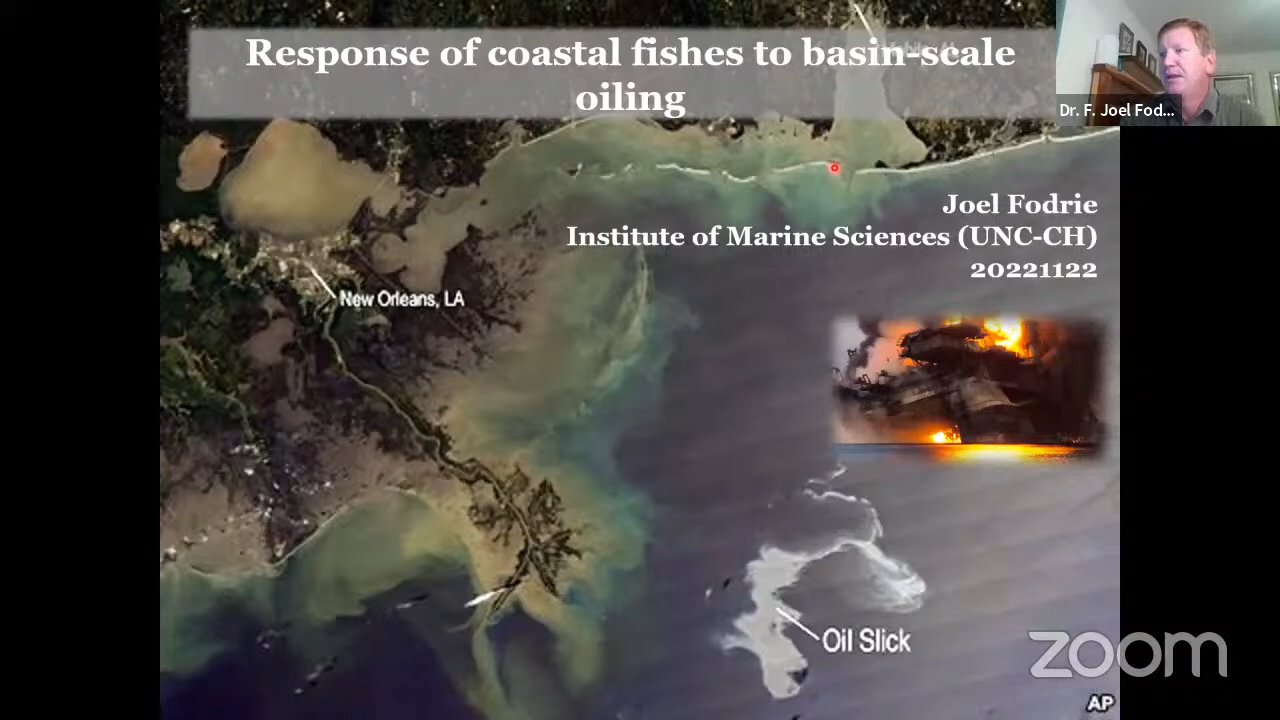 Response of coastal fishes to basin-scale
oiling
Dr. F. Joel Fod...
Joel Fodrie
Institute of Marine Sciences (UNC-CH)
20221122
New Orleans, LA
Oil Slick
zoom
AP